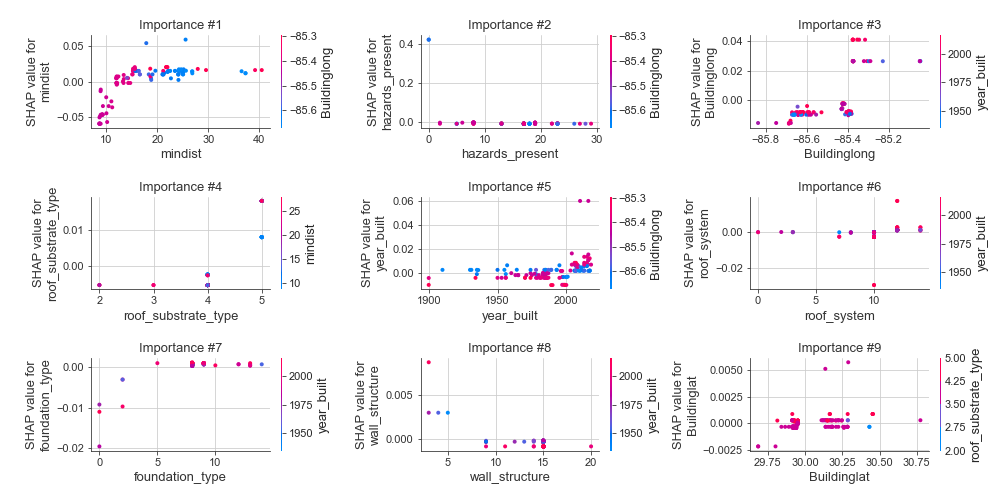 Importance #1
SHAP value for
mindist
0.05
0.00
−0.05
10
20
30
40
mindist
−85.3
−85.4
−85.5
−85.6
Buildinglong
Importance #2
SHAP value for
hazards_present
0.4
0.2
0.0
0
10
20
30
hazards_present
−85.3
−85.4
−85.5
−85.6
Buildinglong
Importance #3
SHAP value for
Buildinglong
0.04
0.02
0.00
−85.8
−85.6
−85.4
−85.2
Buildinglong
2000
1975
1950
year_built
Importance #4
SHAP value for
roof_substrate_type
0.01
0.00
2
3
4
5
roof_substrate_type
25
20
15
10
mindist
Importance #5
SHAP value for
year_built
0.06
0.04
0.02
0.00
1900
1950
2000
year_built
−85.3
−85.4
−85.5
−85.6
Buildinglong
Importance #6
SHAP value for
roof_system
0.00
−0.02
0
5
10
roof_system
2000
1975
1950
year_built
Importance #7
SHAP value for
foundation_type
0.00
−0.01
−0.02
0
5
10
foundation_type
2000
1975
1950
year_built
Importance #8
SHAP value for
wall_structure
0.005
0.000
5
10
15
20
wall_structure
2000
1975
1950
year_built
Importance #9
SHAP value for
Buildinglat
0.0050
0.0025
0.0000
−0.0025
29.75
30.00
30.25
30.50
30.75
Buildinglat
5.00
4.25
3.50
2.75
2.00
roof_substrate_type